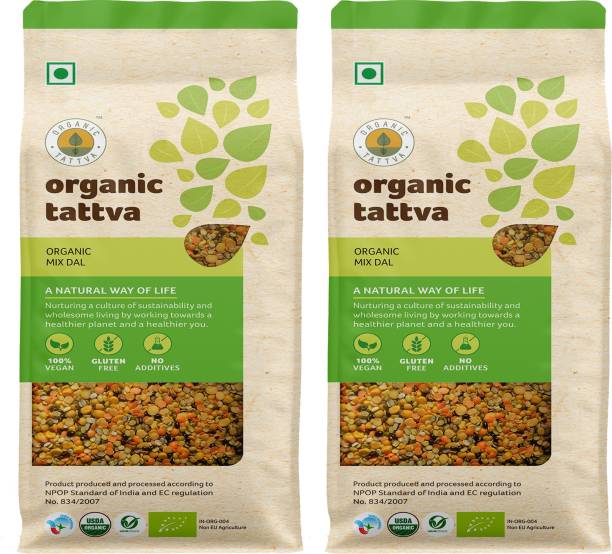 ORGANIC
TATTVA
TM
organic
tattva
ORGANIC
MIX DAL
A NATURAL WAY OF LIFE
Nurturing a culture of sustainability and
wholesome living by working towards a
healthier planet and a healthier you.
100%
VEGAN
GLUTEN
FREE
NO
ADDITIVES
Product produced and processed according to
NPOP Standard of India and EC regulation
No. 834/2007
USDA
ORGANIC
IN-ORG-004
Non EU Agriculture
ORGANIC
TATTVA
TM
organic
tattva
ORGANIC
MIX DAL
A NATURAL WAY OF LIFE
Nurturing a culture of sustainability and
wholesome living by working towards a
healthier planet and a healthier you.
100%
VEGAN
GLUTEN
FREE
NO
ADDITIVES
Product produced and processed according to
NPOP Standard of India and EC regulation
No. 834/2007
USDA
ORGANIC
IN-ORG-004
Non EU Agriculture